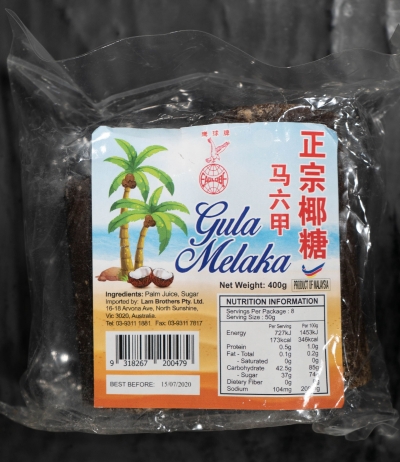 馬六甲
正宗椰糖
Gula
Melaka
Net Weight: 400g
PRODUCT OF MALAYSIA
Ingredients: Palm Juice, Sugar
Imported by: Lam Brothers Pty. Ltd.
16-18 Arvona Ave, North Sunshine,
Vic 3020, Australia.
Tel: 03-9311 1881 Fax: 03-9311 7817
9 318267 200479
BEST BEFORE: 15/07/2020
NUTRITION INFORMATION
Servings Per Package : 8
Serving Size : 50g
Per Serving Per 100g
Energy 727kJ 1453kJ
173kcal 346kcal
Protein 0.5g 1.0g
Fat - Total 0.1g 0.2g
- Saturated 0g 0g
Carbohydrate 42.5g 85g
- Sugar 37g
Dietary Fiber 0g
Sodium 104mg